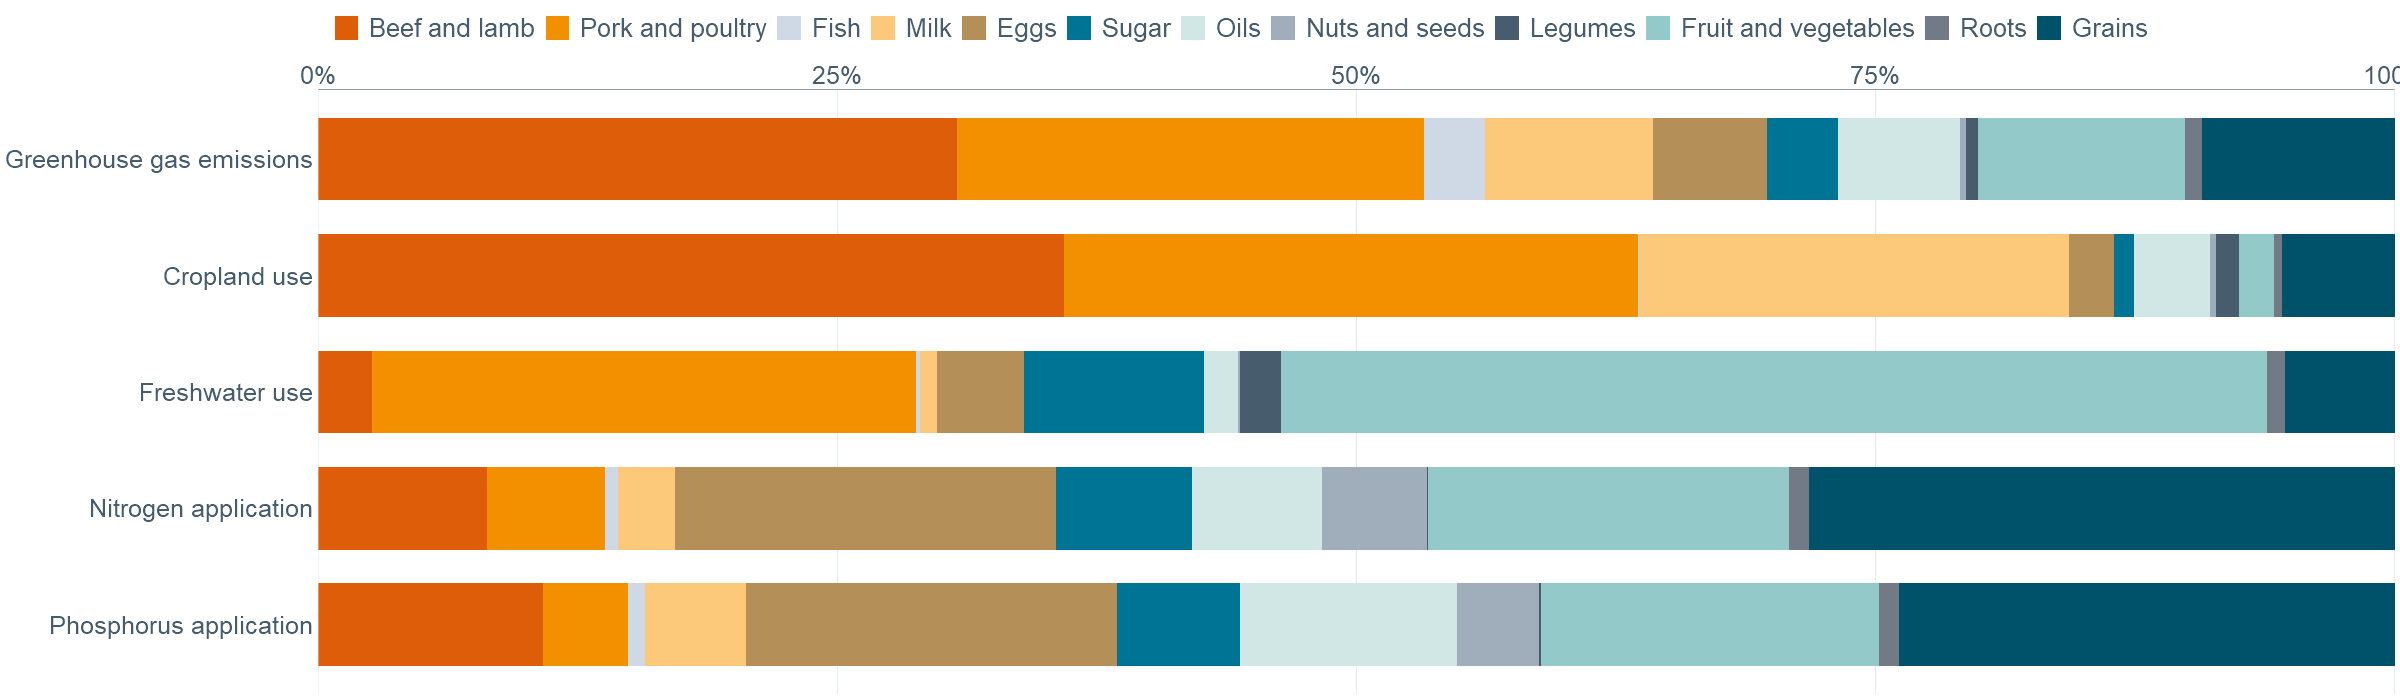 Beef and lamb Pork and poultry Fish Milk Eggs Sugar Oils Nuts and seeds Legumes Fruit and vegetables Roots Grains
0% 25% 50% 75% 100
Greenhouse gas emissions
Cropland use
Freshwater use
Nitrogen application
Phosphorus application